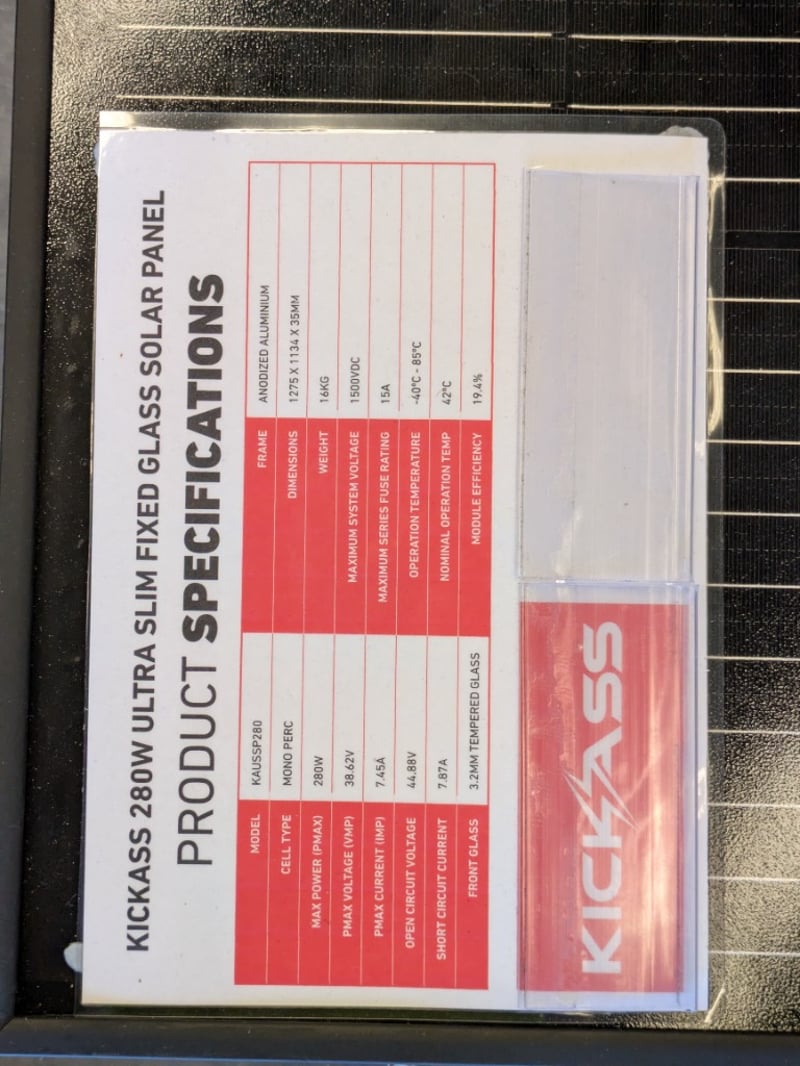 KICKASS 280W ULTRA SLIM FIXED GLASS SOLAR PANEL
PRODUCT SPECIFICATIONS
MODEL KAUSSP280 FRAME ANODIZED ALUMINIUM
CELL TYPE MONO PERC DIMENSIONS 1275 X 1134 X 35MM
MAX POWER (PMAX) 280W WEIGHT 16KG
PMAX VOLTAGE (VMP) 38.62V MAXIMUM SYSTEM VOLTAGE 1500VDC
PMAX CURRENT (IMP) 7.45A MAXIMUM SERIES FUSE RATING 15A
OPEN CIRCUIT VOLTAGE 44.88V OPERATION TEMPERATURE -40ºC - 85ºC
SHORT CIRCUIT CURRENT 7.87A NOMINAL OPERATION TEMP 42ºC
FRONT GLASS 3.2MM TEMPERED GLASS MODULE EFFICIENCY 19.4%
KICKASS